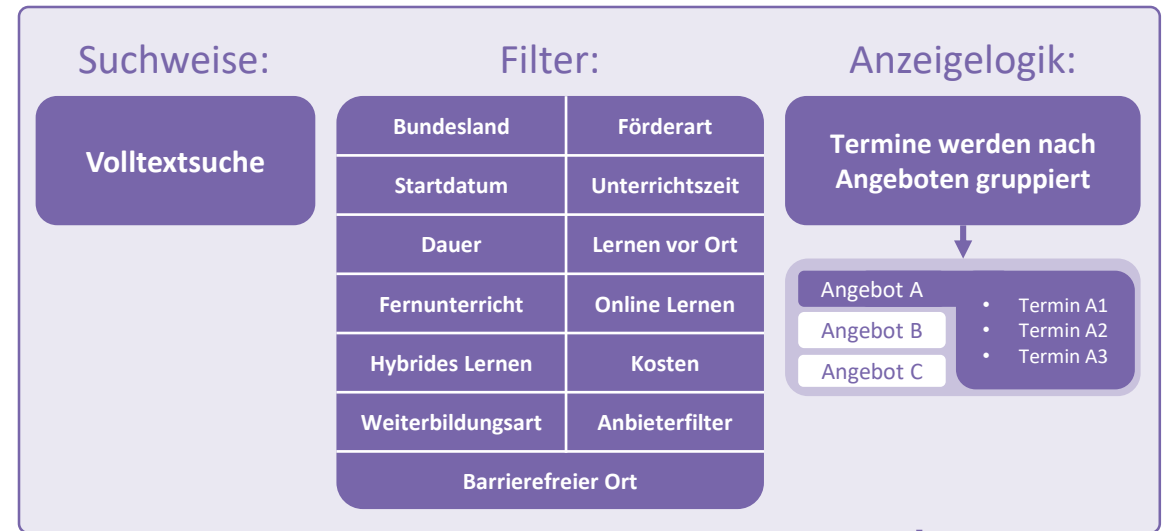 Suchweise:
Volltextsuche
Filter:
Bundesland
Förderart
Startdatum
Unterrichtszeit
Dauer
Lernen vor Ort
Fernunterricht
Online Lernen
Hybrides Lernen
Kosten
Weiterbildungsart
Anbieterfilter
Barrierefreier Ort
Anzeigelogik:
Termine werden nach
Angeboten gruppiert
Angebot A
Angebot B
Angebot C
• Termin A1
• Termin A2
• Termin A3